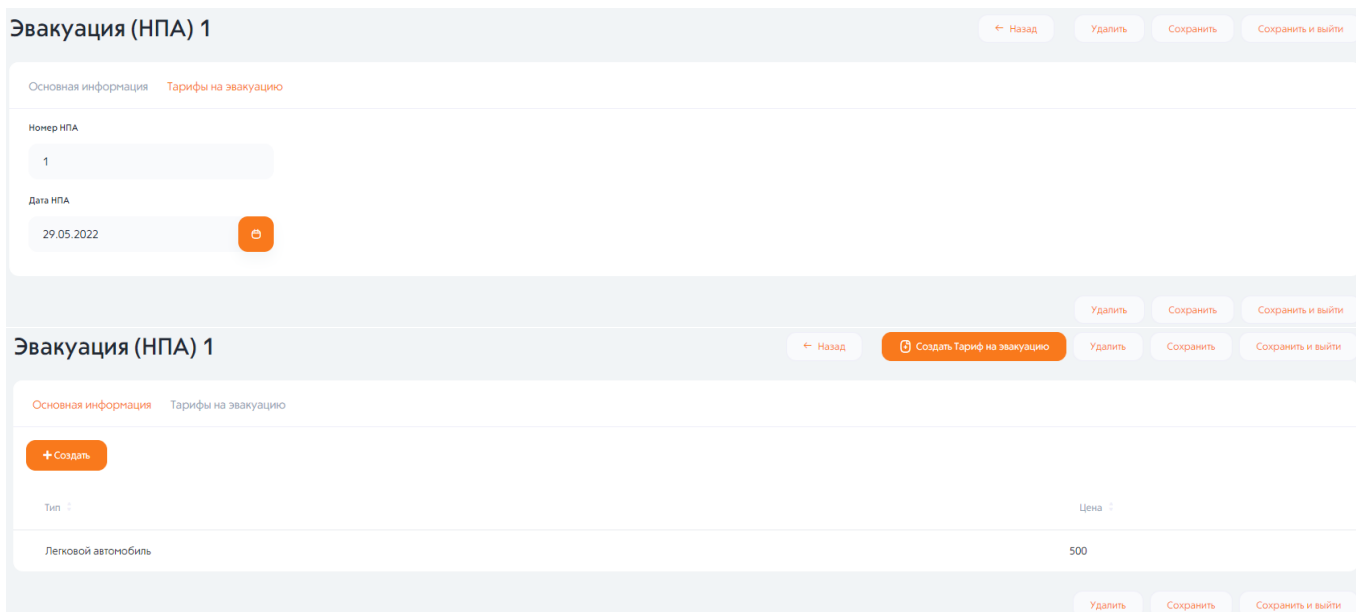 Эвакуация (НПА) 1
← Назад Удалить Сохранить Сохранить и выйти
Основная информация Тарифы на эвакуацию
Номер НПА
1
Дата НПА
29.05.2022
Удалить Сохранить Сохранить и выйти
Эвакуация (НПА) 1
← Назад Создать Тариф на эвакуацию Удалить Сохранить Сохранить и выйти
Основная информация Тарифы на эвакуацию
+ Создать
Тип Цена
Легковой автомобиль 500
Удалить Сохранить Сохранить и выйти